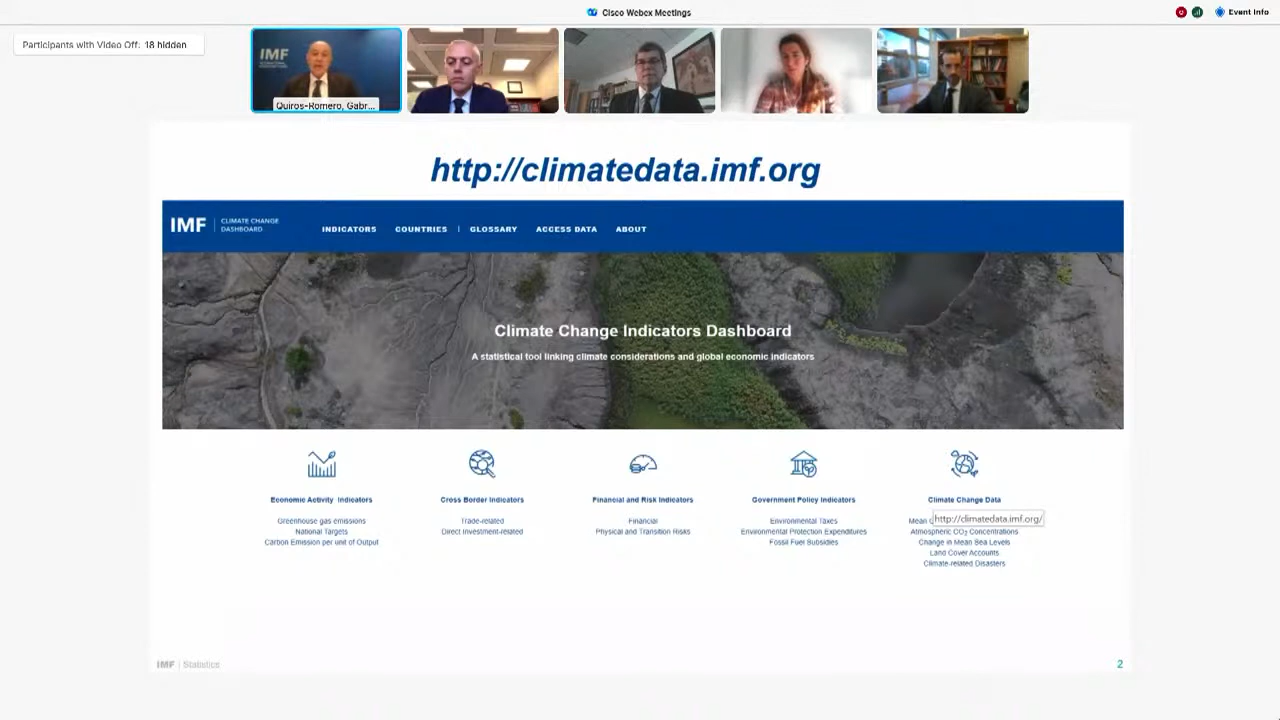 Cisco Webex Meetings
Event Info
Participants with Video Off: 18 hidden
IMF
Quiros-Romero, Gabr...
http://climatedata.imf.org
IMF
CLIMATE CHANGE
DASHBOARD
INDICATORS COUNTRIES | GLOSSARY ACCESS DATA ABOUT
Climate Change Indicators Dashboard
A statistical tool linking climate considerations and global economic indicators
Economic Activity Indicators
Greenhouse gas emissions
National Targets
Carbon Emission per unit of Output
Cross Border Indicators
Trade-related
Direct Investment-related
Financial and Risk Indicators
Financial
Physical and Transition Risks
Government Policy Indicators
Environmental Taxes
Environmental Protection Expenditures
Fossil Fuel Subsidies
Climate Change Data
Mean
http://climatedata.imf.org/
Atmospheric CO₂ Concentrations
Change in Mean Sea Levels
Land Cover Accounts
Climate-related Disasters
IMF | Statistics
2